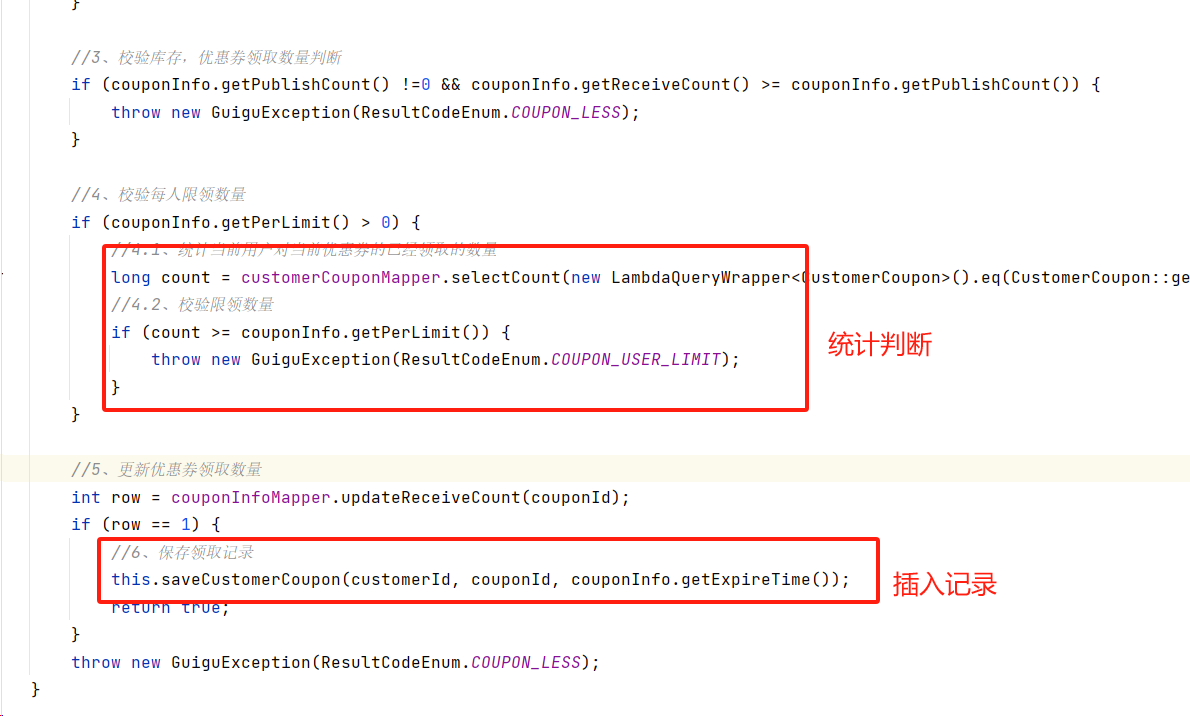 }
//3、校验库存，优惠券领取数量判断
if (couponInfo.getPublishCount() !=0 && couponInfo.getReceiveCount() >= couponInfo.getPublishCount()) {
throw new GuiguException(ResultCodeEnum.COUPON_LESS);
}
//4、校验每人限领数量
if (couponInfo.getPerLimit() > 0) {
//4.1、统计当前用户对当前优惠券的已经领取的数量
long count = customerCouponMapper.selectCount(new LambdaQueryWrapper<CustomerCoupon>().eq(CustomerCoupon::ge
//4.2、校验限领数量
if (count >= couponInfo.getPerLimit()) {
throw new GuiguException(ResultCodeEnum.COUPON_USER_LIMIT);
}
统计判断
}
//5、更新优惠券领取数量
int row = couponInfoMapper.updateReceiveCount(couponId);
if (row == 1) {
//6、保存领取记录
this.saveCustomerCoupon(customerId, couponId, couponInfo.getExpireTime());
插入记录
return true;
}
throw new GuiguException(ResultCodeEnum.COUPON_LESS);
}